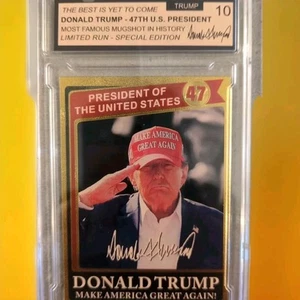 THE BEST IS YET TO COME
TRUMP
10
DONALD TRUMP - 47TH U.S. PRESIDENT
MOST FAMOUS MUGSHOT IN HISTORY
LIMITED RUN - SPECIAL EDITION
PRESIDENT OF
THE UNITED STATES
47
MAKE AMERICA
GREAT AGAIN
DONALD TRUMP
MAKE AMERICA GREAT AGAIN!